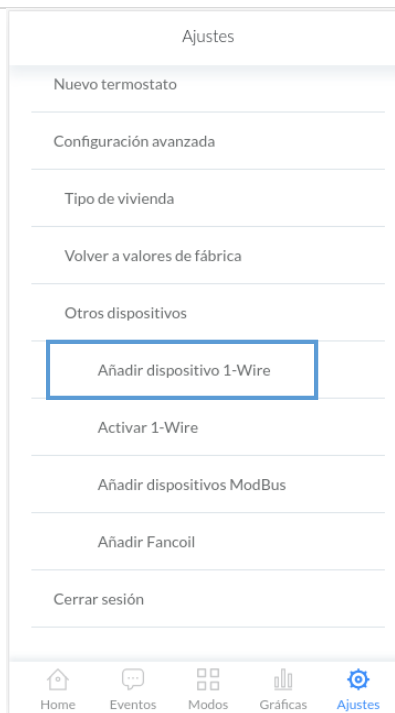 Ajustes
Nuevo termostato
Configuración avanzada
Tipo de vivienda
Volver a valores de fábrica
Otros dispositivos
Añadir dispositivo 1-Wire
Activar 1-Wire
Añadir dispositivos ModBus
Añadir Fancoil
Cerrar sesión
Home Eventos Modos Gráficas Ajustes